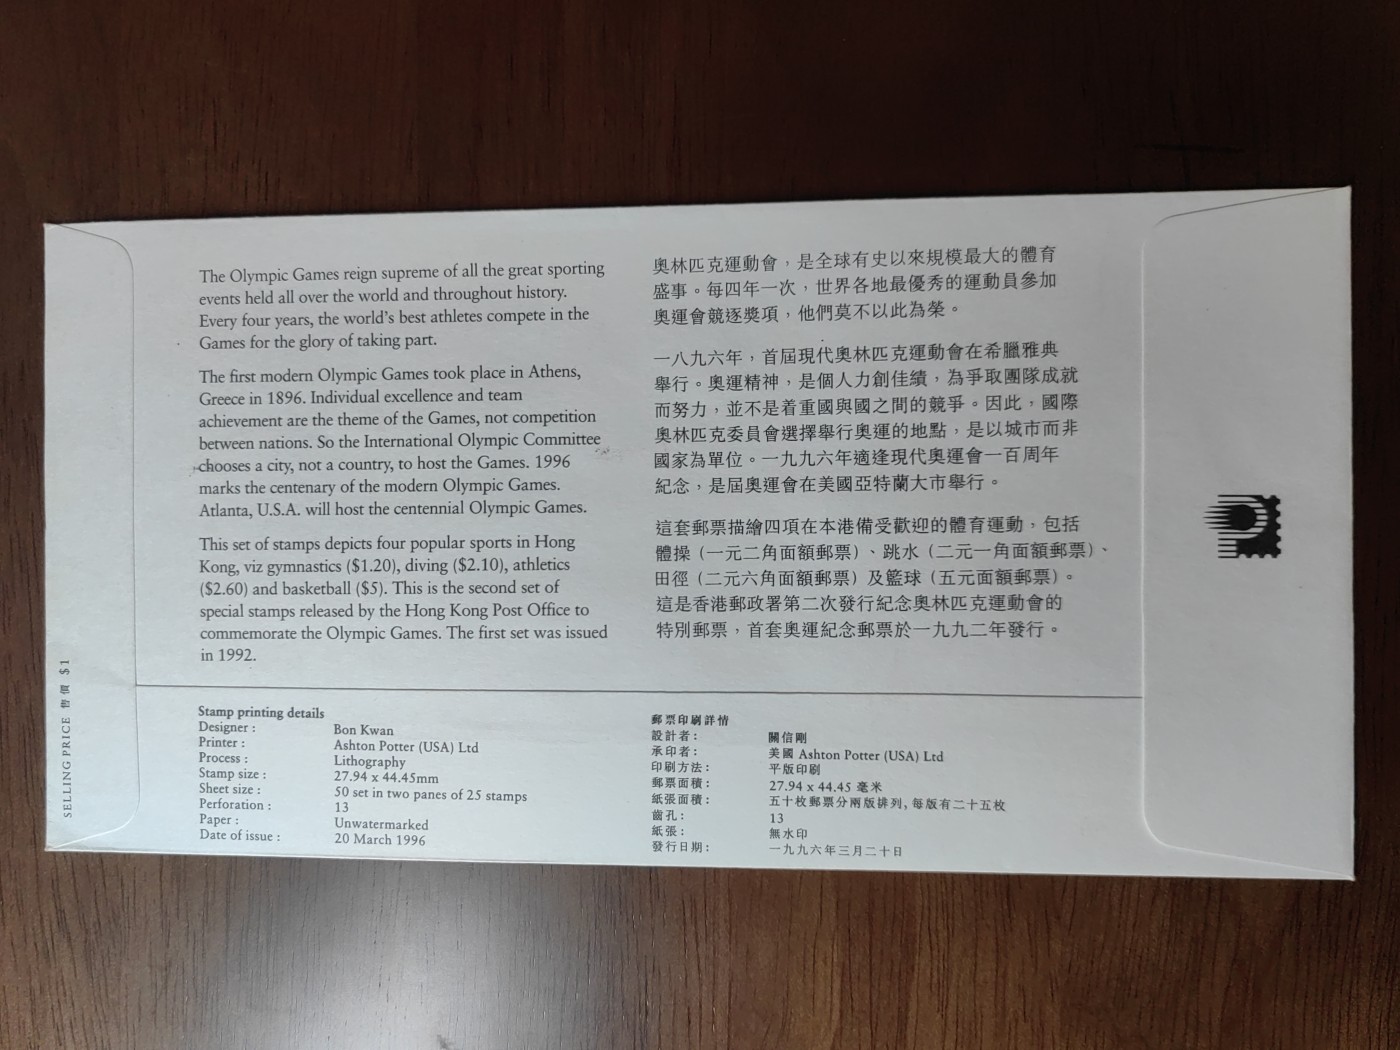 The Olympic Games reign supreme of all the great sporting
events held all over the world and throughout history.
Every four years, the world's best athletes compete in the
Games for the glory of taking part.
The first modern Olympic Games took place in Athens,
Greece in 1896. Individual excellence and team
achievement are the theme of the Games, not competition
between nations. So the International Olympic Committee
chooses a city, not a country, to host the Games. 1996
marks the centenary of the modern Olympic Games.
Atlanta, U.S.A. will host the centennial Olympic Games.
This set of stamps depicts four popular sports in Hong
Kong, viz gymnastics ($1.20), diving ($2.10), athletics
($2.60) and basketball ($5). This is the second set of
special stamps released by the Hong Kong Post Office to
commemorate the Olympic Games. The first set was issued
in 1992.
奧林匹克運動會，是全球有史以來規模最大的體育
盛事。每四年一次，世界各地最優秀的運動員參加
奧運會競逐獎項，他們莫不以此為榮。
一八九六年，首屆現代奧林匹克運動會在希臘雅典
舉行。奧運精神，是個人力創佳績，為爭取團隊成就
而努力，並不是着重國與國之間的競爭。因此，國際
奧林匹克委員會選擇舉行奧運的地點，是以城市而非
國家為單位。一九九六年適逢現代奧運會一百周年
紀念，是屆奧運會在美國亞特蘭大市舉行。
這套郵票描繪四項在本港備受歡迎的體育運動，包括
體操（一元二角面額郵票）、跳水（二元一角面額郵票）、
田徑（二元六角面額郵票）及籃球（五元面額郵票）。
這是香港郵政署第二次發行紀念奧林匹克運動會的
特別郵票，首套奧運紀念郵票於一九九二年發行。
SELLING PRICE 售價 $1
Stamp printing details
Designer : Bon Kwan
Printer : Ashton Potter (USA) Ltd
Process : Lithography
Stamp size : 27.94 x 44.45mm
Sheet size : 50 set in two panes of 25 stamps
Perforation : 13
Paper : Unwatermarked
Date of issue : 20 March 1996
郵票印刷詳情
設計者： 關信剛
承印者： 美國 Ashton Potter (USA) Ltd
印刷方法： 平版印刷
郵票面積： 27.94 x 44.45 毫米
紙張面積： 五十枚郵票分兩版排列，每版有二十五枚
齒孔： 13
紙張： 無水印
發行日期： 一九九六年三月二十日